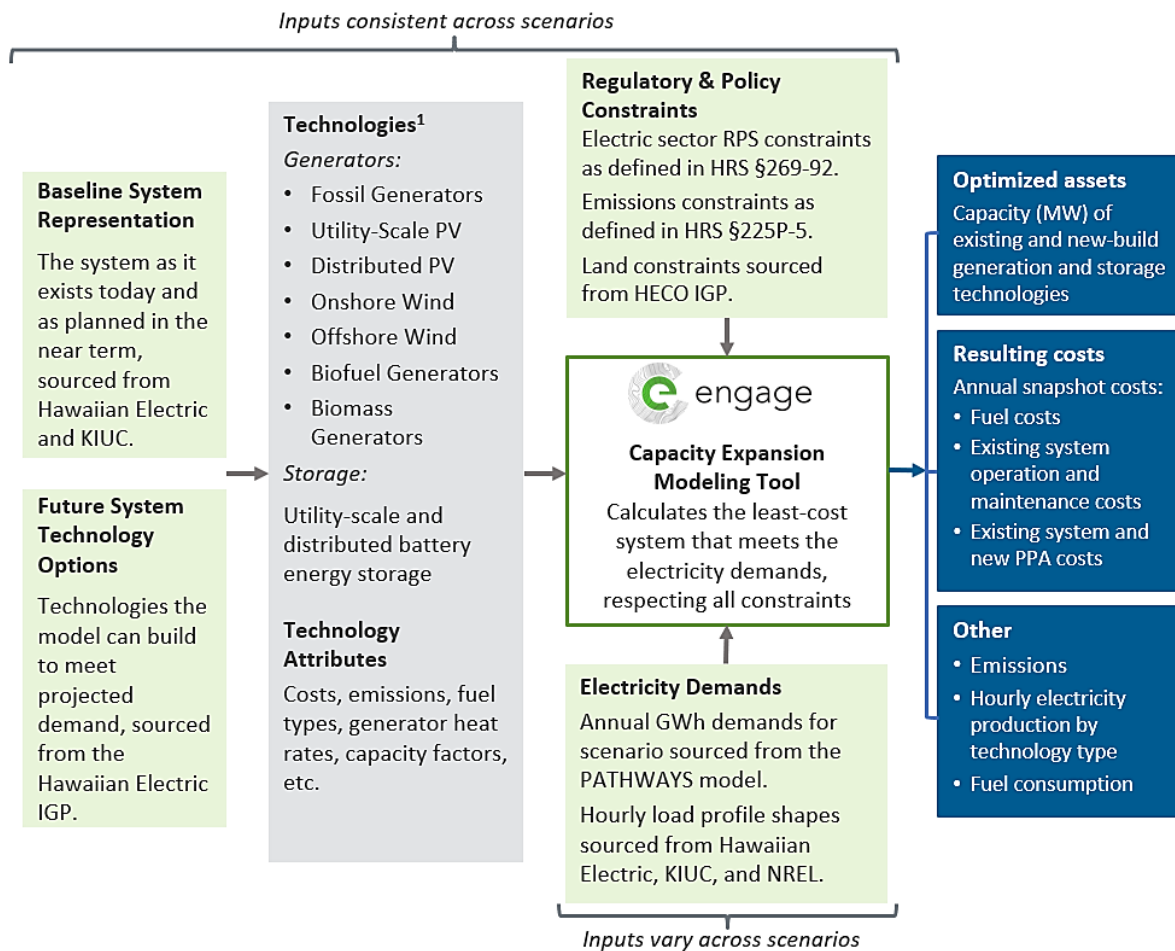 Inputs consistent across scenarios
Baseline System
Representation
The system as it
exists today and
as planned in the
near term,
sourced from
Hawaiian Electric
and KIUC.
Future System
Technology
Options
Technologies the
model can build
to meet
projected
demand, sourced
from the
Hawaiian Electric
IGP.
Technologies¹
Generators:
• Fossil Generators
• Utility-Scale PV
• Distributed PV
• Onshore Wind
• Offshore Wind
• Biofuel Generators
• Biomass
Generators
Storage:
Utility-scale and
distributed battery
energy storage
Technology
Attributes
Costs, emissions, fuel
types, generator heat
rates, capacity factors,
etc.
Regulatory & Policy
Constraints
Electric sector RPS constraints
as defined in HRS §269-92.
Emissions constraints as
defined in HRS §225P-5.
Land constraints sourced
from HECO IGP.
e engage
Capacity Expansion
Modeling Tool
Calculates the least-cost
system that meets the
electricity demands,
respecting all constraints
Electricity Demands
Annual GWh demands for
scenario sourced from the
PATHWAYS model.
Hourly load profile shapes
sourced from Hawaiian
Electric, KIUC, and NREL.
Inputs vary across scenarios
Optimized assets
Capacity (MW) of
existing and new-build
generation and storage
technologies
Resulting costs
Annual snapshot costs:
• Fuel costs
• Existing system
operation and
maintenance costs
• Existing system and
new PPA costs
Other
• Emissions
• Hourly electricity
production by
technology type
• Fuel consumption